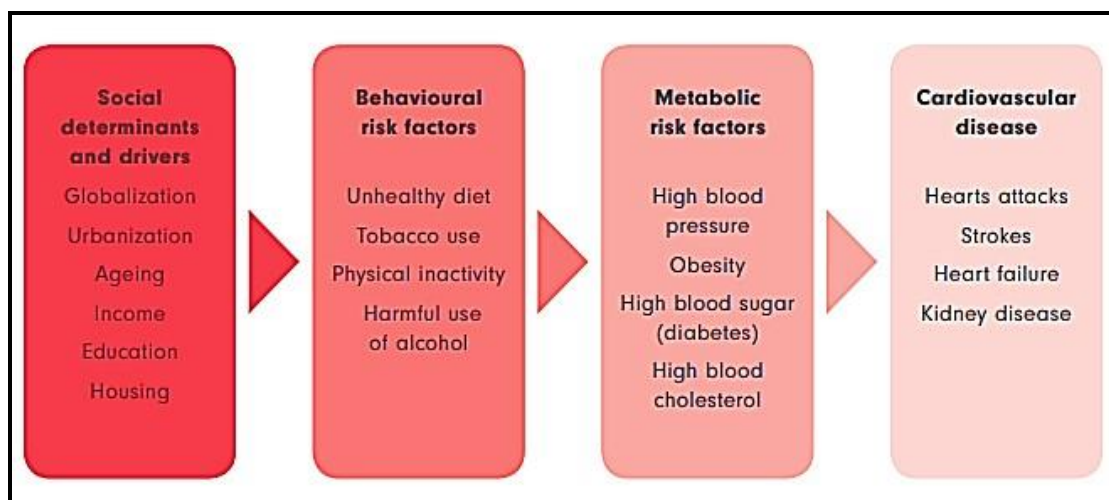 Social
determinants
and drivers
Globalization
Urbanization
Ageing
Income
Education
Housing
Behavioural
risk factors
Unhealthy diet
Tobacco use
Physical inactivity
Harmful use
of alcohol
Metabolic
risk factors
High blood
pressure
Obesity
High blood sugar
(diabetes)
High blood
cholesterol
Cardiovascular
disease
Hearts attacks
Strokes
Heart failure
Kidney disease